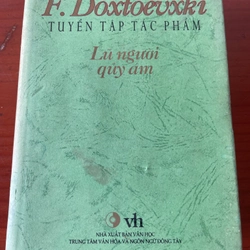 F. Doxtoevxki
TUYỂN TẬP TÁC PHẨM
Lũ người
quỷ ám
vh
NHÀ XUẤT BẢN VĂN HỌC
TRUNG TÂM VĂN HÓA VÀ NGÔN NGỮ ĐÔNG TÂY